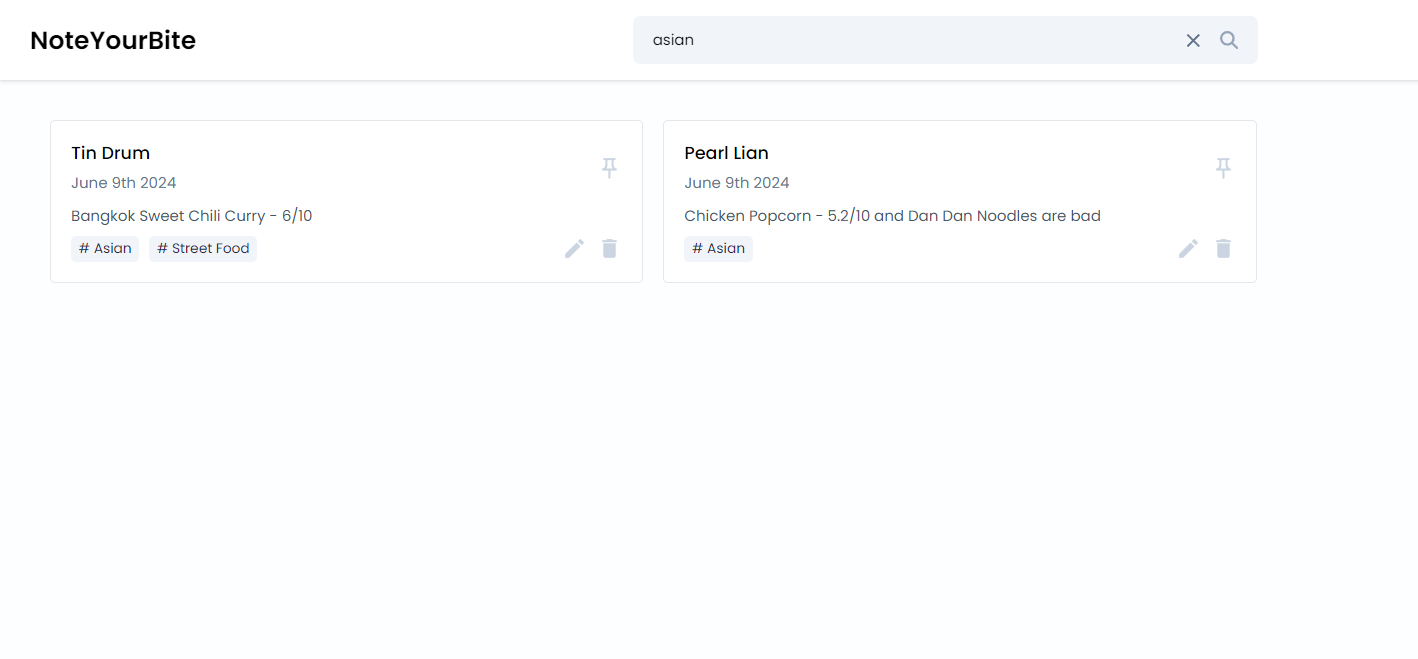 NoteYourBite
asian
Tin Drum
June 9th 2024
Bangkok Sweet Chili Curry - 6/10
# Asian # Street Food
Pearl Lian
June 9th 2024
Chicken Popcorn - 5.2/10 and Dan Dan Noodles are bad
# Asian